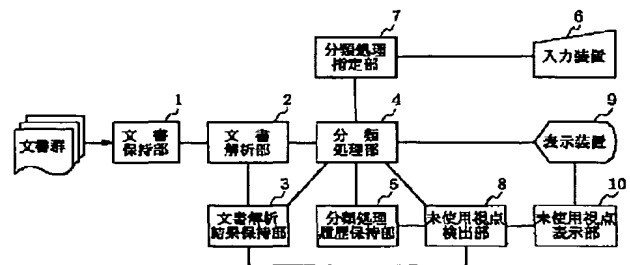 7
6
分類処理
指定部
入力装置
1
2
4
9
文書群
文書
保持部
文書
解析部
分類
処理部
表示装置
3
5
8
10
文書解析
結果保持部
分類処理
履歴保持部
未使用視点
検出部
未使用視点
表示部